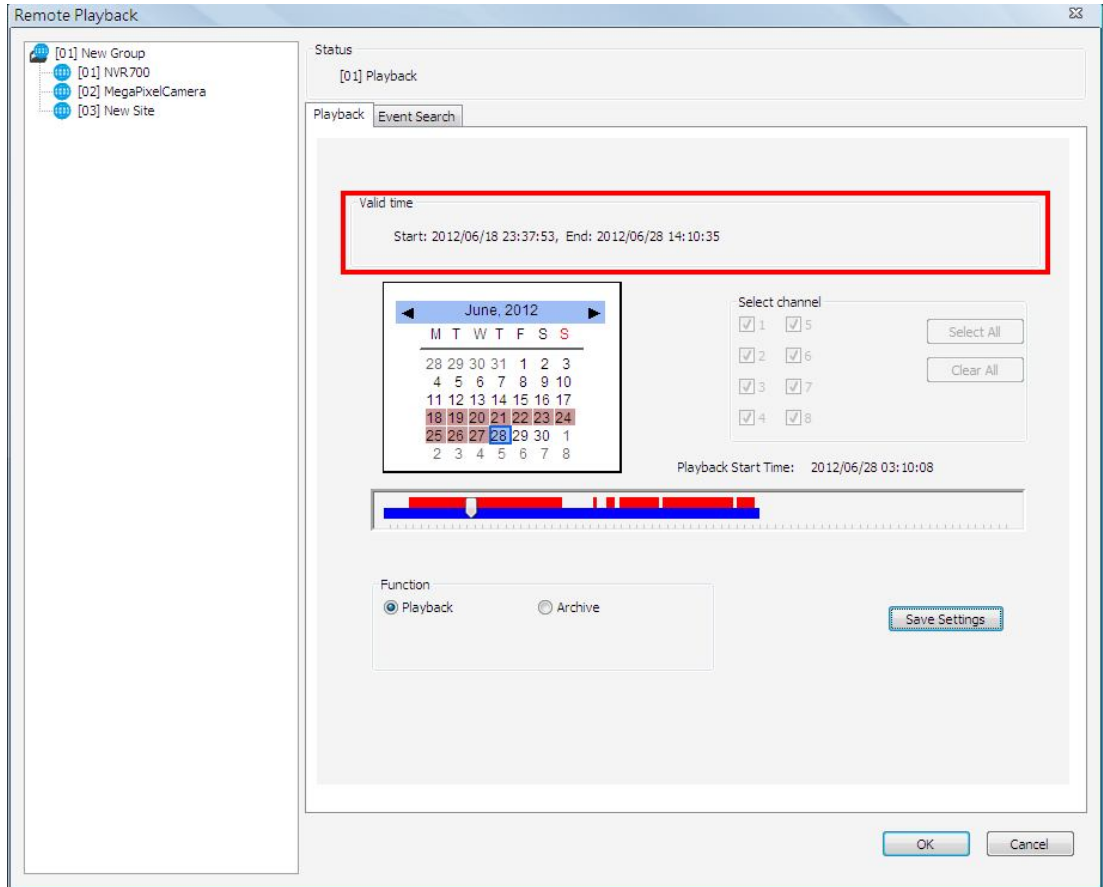 Remote Playback
[01] New Group
[01] NVR700
[02] MegaPixelCamera
[03] New Site
Status
[01] Playback
Playback Event Search
Valid time
Start: 2012/06/18 23:37:53, End: 2012/06/28 14:10:35
June, 2012
M T W T F S S
28 29 30 31 1 2 3
4 5 6 7 8 9 10
11 12 13 14 15 16 17
18 19 20 21 22 23 24
25 26 27 28 29 30 1
2 3 4 5 6 7 8
Select channel
1 5
2 6
3 7
4 8
Select All
Clear All
Playback Start Time: 2012/06/28 03:10:08
Function
Playback Archive
Save Settings
OK Cancel